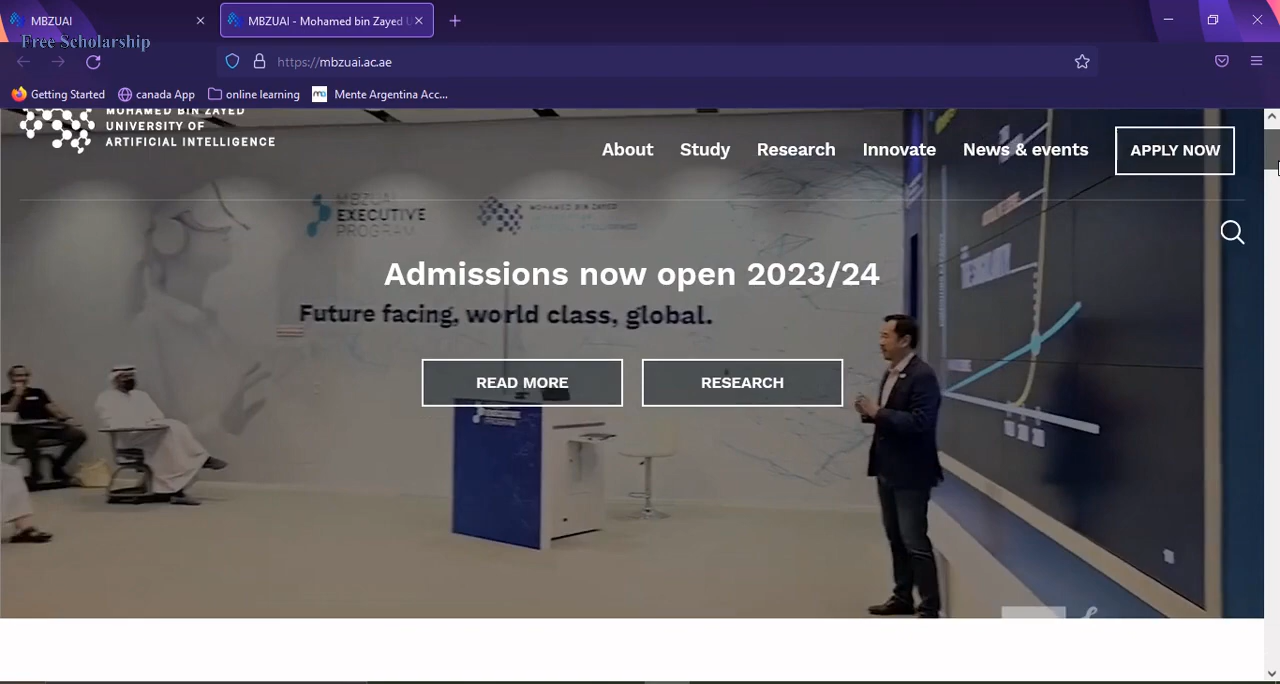 MBZUAI
MBZUAI - Mohamed bin Zayed U
Free Scholarship
https://mbzuai.ac.ae
Getting Started
canada App
online learning
Mente Argentina Acc...
MOHAMED BIN ZAYED
UNIVERSITY OF
ARTIFICIAL INTELLIGENCE
About
Study
Research
Innovate
News & events
APPLY NOW
MBZUAI
EXECUTIVE
PROGRAM
MOHAMED BIN ZAYED
Admissions now open 2023/24
Future facing, world class, global.
READ MORE
RESEARCH